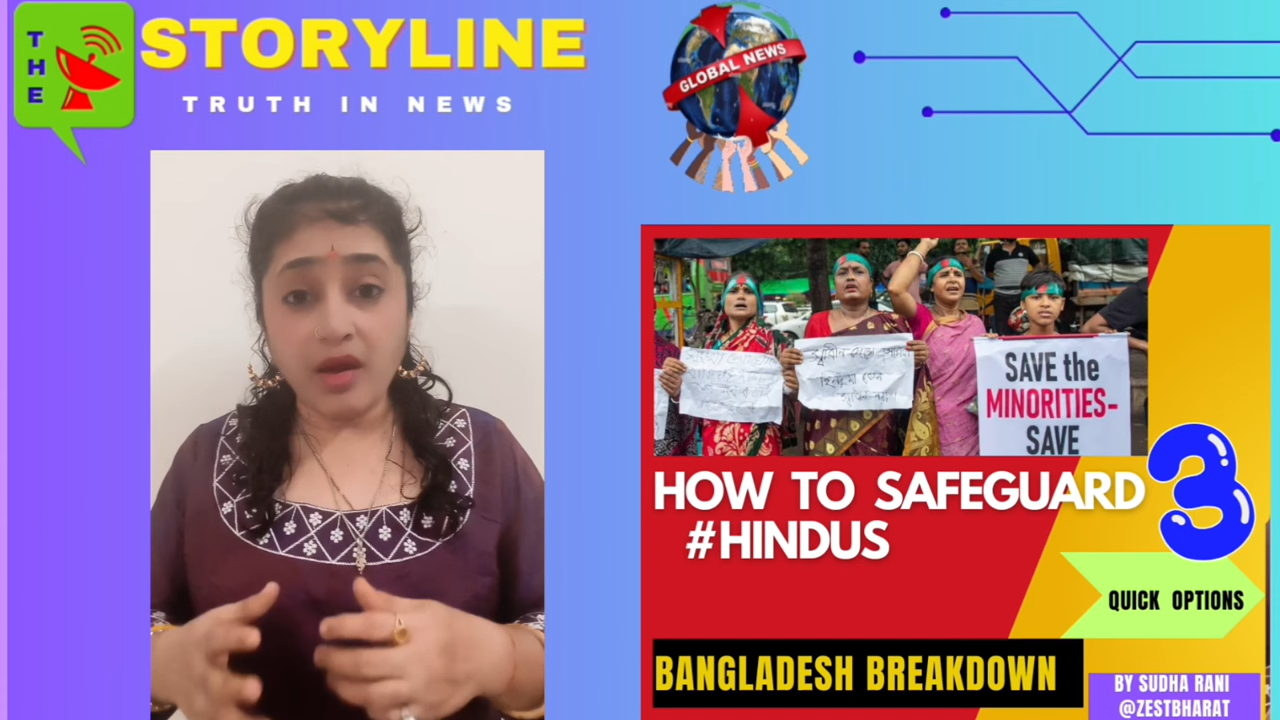 THE
STORYLINE
TRUTH IN NEWS
GLOBAL NEWS
SAVE the
MINORITIES-
SAVE
HOW TO SAFEGUARD
#HINDUS
3
QUICK OPTIONS
BANGLADESH BREAKDOWN
BY SUDHA RANI
@ZESTBHARAT